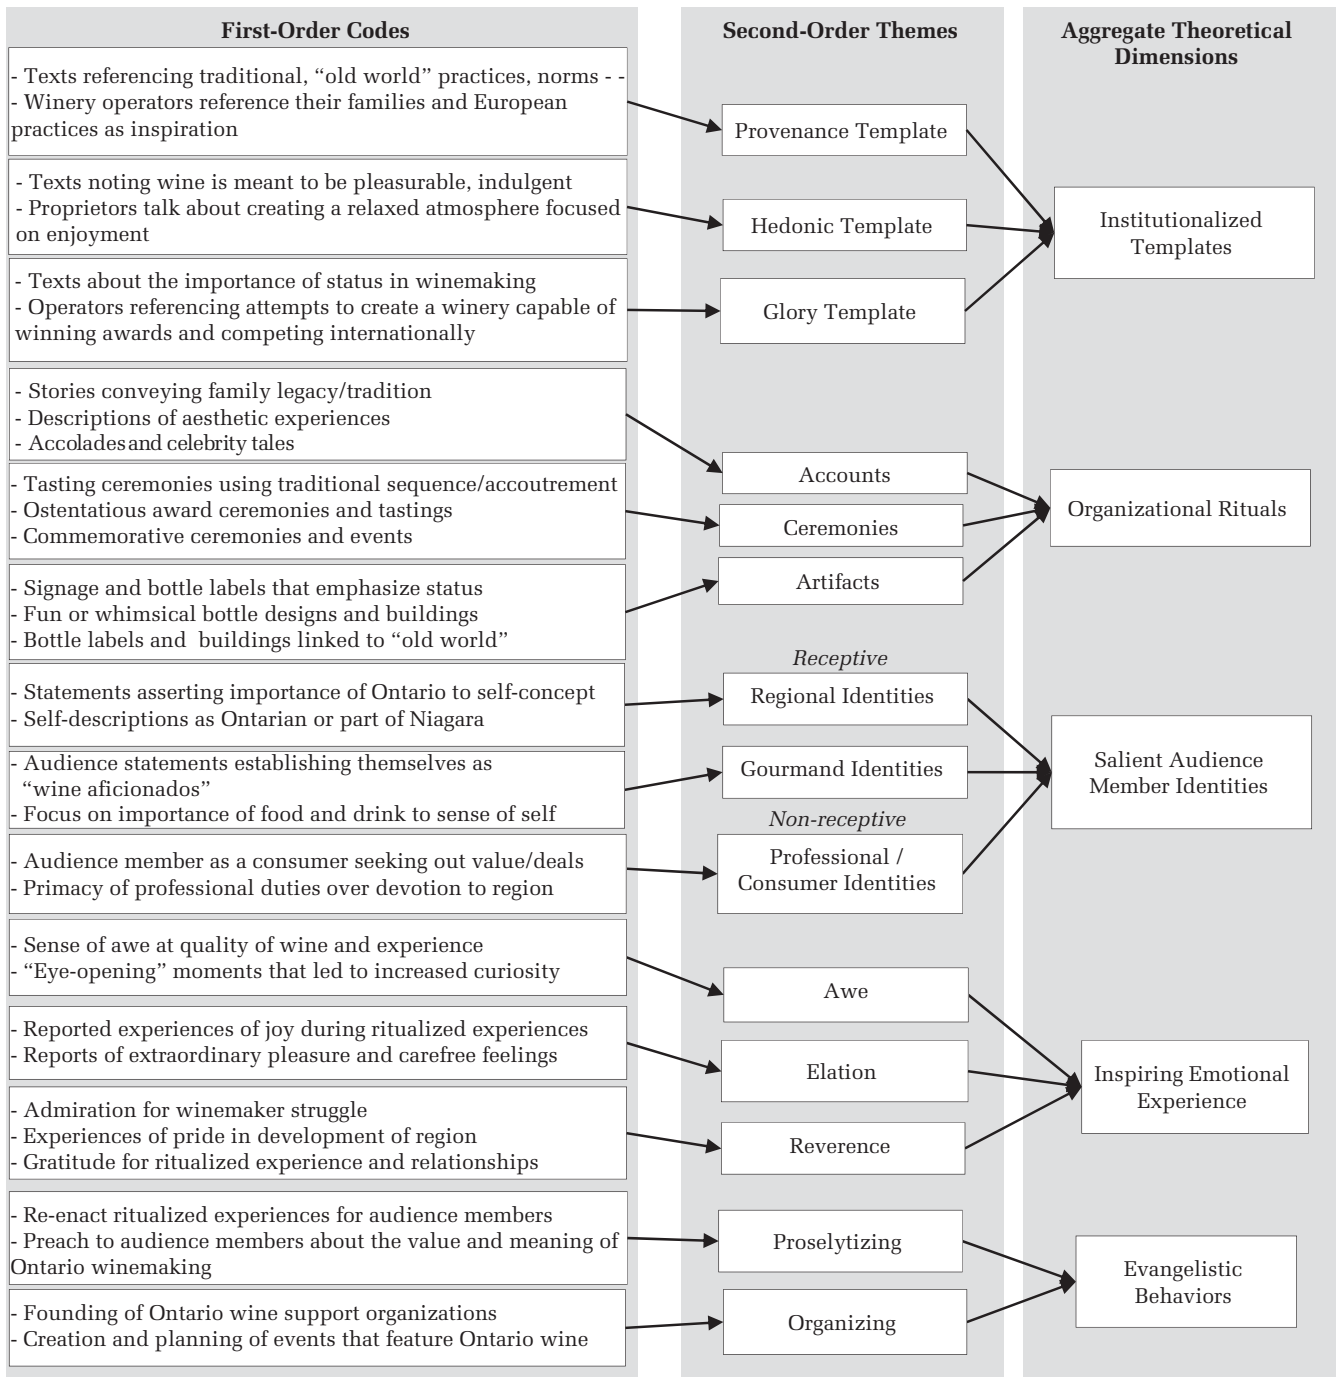 First-Order Codes
Second-Order Themes
Aggregate Theoretical
Dimensions
- Texts referencing traditional, “old world” practices, norms - -
- Winery operators reference their families and European
practices as inspiration
Provenance Template
- Texts noting wine is meant to be pleasurable, indulgent
- Proprietors talk about creating a relaxed atmosphere focused
on enjoyment
Hedonic Template
Institutionalized
Templates
- Texts about the importance of status in winemaking
- Operators referencing attempts to create a winery capable of
winning awards and competing internationally
Glory Template
- Stories conveying family legacy/tradition
- Descriptions of aesthetic experiences
- Accolades and celebrity tales
Accounts
- Tasting ceremonies using traditional sequence/accoutrement
- Ostentatious award ceremonies and tastings
- Commemorative ceremonies and events
Ceremonies
Organizational Rituals
- Signage and bottle labels that emphasize status
- Fun or whimsical bottle designs and buildings
- Bottle labels and buildings linked to “old world”
Artifacts
Receptive
- Statements asserting importance of Ontario to self-concept
- Self-descriptions as Ontarian or part of Niagara
Regional Identities
- Audience statements establishing themselves as
“wine aficionados”
- Focus on importance of food and drink to sense of self
Gourmand Identities
Salient Audience
Member Identities
Non-receptive
- Audience member as a consumer seeking out value/deals
- Primacy of professional duties over devotion to region
Professional /
Consumer Identities
- Sense of awe at quality of wine and experience
- “Eye-opening” moments that led to increased curiosity
Awe
- Reported experiences of joy during ritualized experiences
- Reports of extraordinary pleasure and carefree feelings
Elation
Inspiring Emotional
Experience
- Admiration for winemaker struggle
- Experiences of pride in development of region
- Gratitude for ritualized experience and relationships
Reverence
- Re-enact ritualized experiences for audience members
- Preach to audience members about the value and meaning of
Ontario winemaking
Proselytizing
Evangelistic
Behaviors
- Founding of Ontario wine support organizations
- Creation and planning of events that feature Ontario wine
Organizing